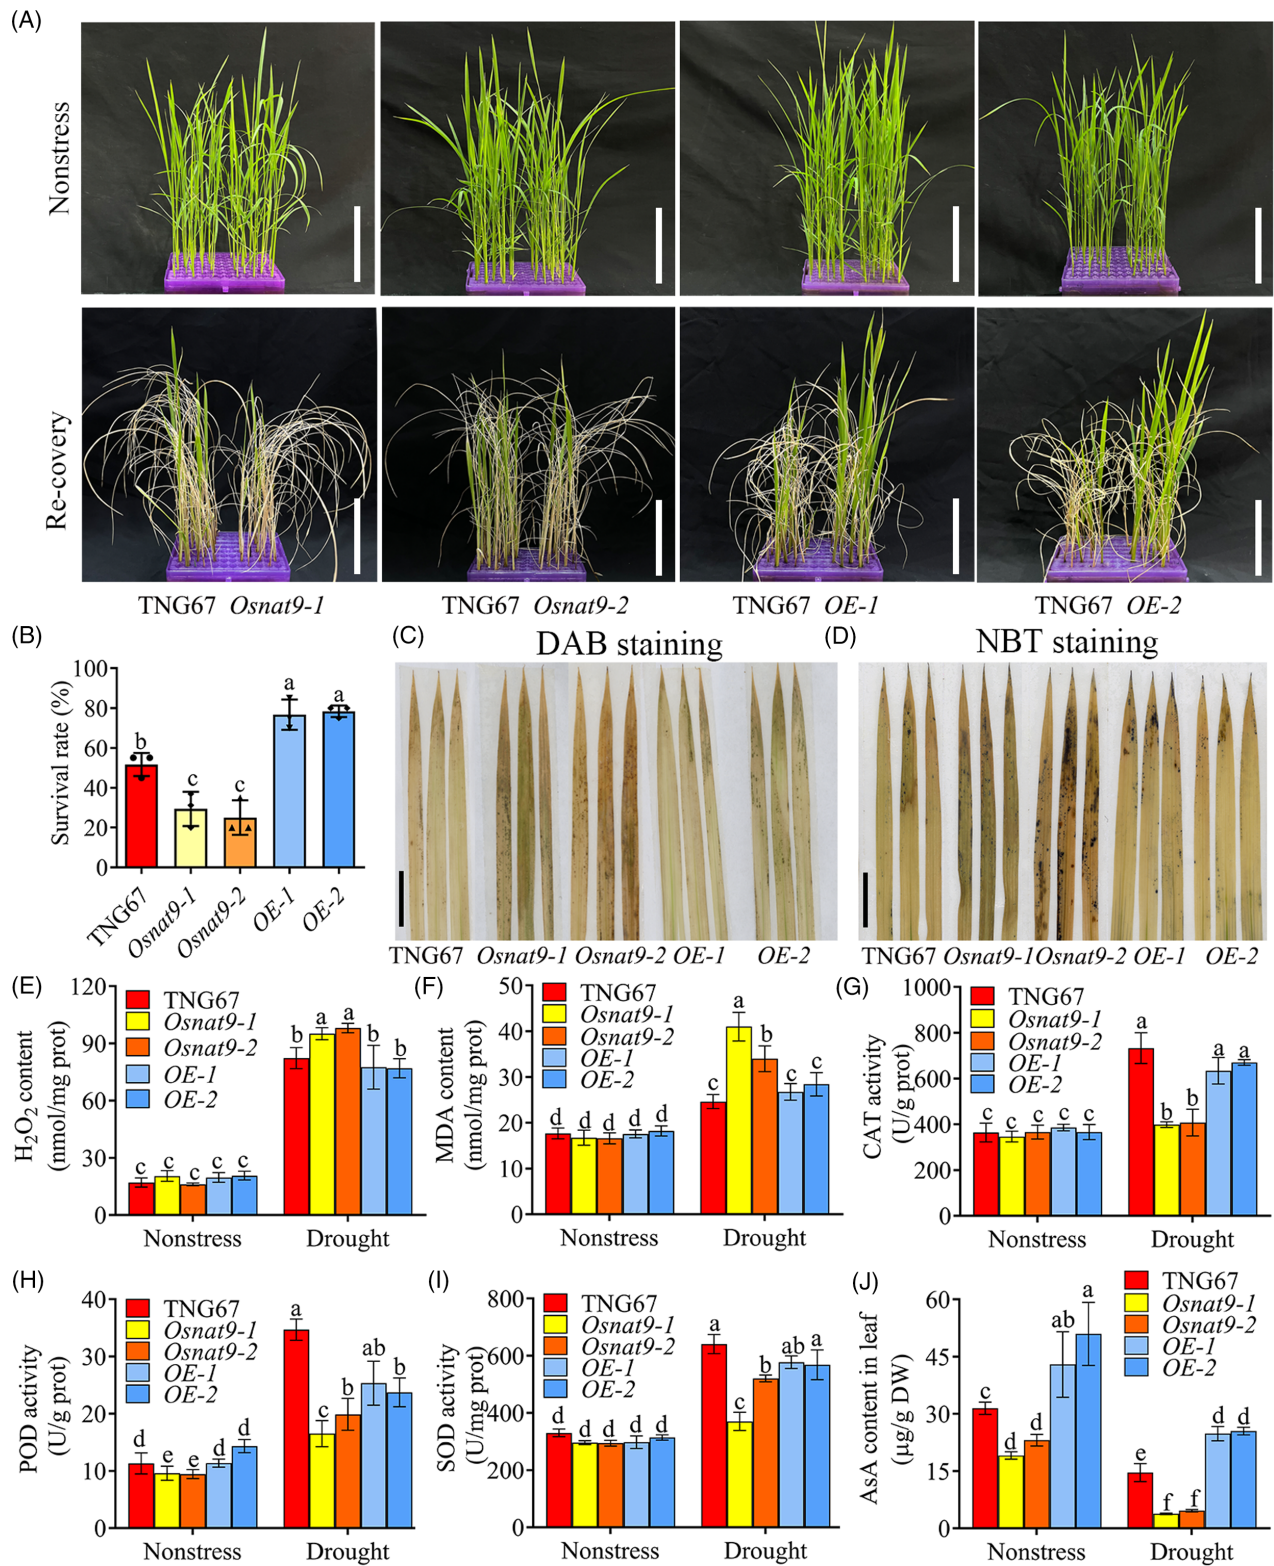 (A)
Nonstress
Re-covery
TNG67 Osnat9-1
TNG67 Osnat9-2
TNG67 OE-1
TNG67 OE-2
(B)
Survival rate (%)
100
80
60
40
20
0
b
c
c
a
a
TNG67
Osnat9-1
Osnat9-2
OE-1
OE-2
(C)
DAB staining
TNG67 Osnat9-1 Osnat9-2 OE-1 OE-2
(D)
NBT staining
TNG67 Osnat9-1 Osnat9-2 OE-1 OE-2
(E)
H2O2 content
(nmol/mg prot)
120
90
60
30
0
TNG67
Osnat9-1
Osnat9-2
OE-1
OE-2
c c c c c
b a a b b
Nonstress Drought
(F)
MDA content
(nmol/mg prot)
50
40
30
20
10
0
TNG67
Osnat9-1
Osnat9-2
OE-1
OE-2
d d d d d
c a b c c
Nonstress Drought
(G)
CAT activity
(U/g prot)
1000
800
600
400
200
0
TNG67
Osnat9-1
Osnat9-2
OE-1
OE-2
c c c c c
a b b a a
Nonstress Drought
(H)
POD activity
(U/g prot)
40
30
20
10
0
TNG67
Osnat9-1
Osnat9-2
OE-1
OE-2
d e e d d
a c b ab b
Nonstress Drought
(I)
SOD activity
(U/mg prot)
800
600
400
200
0
TNG67
Osnat9-1
Osnat9-2
OE-1
OE-2
d d d d d
a c b ab a
Nonstress Drought
(J)
AsA content in leaf
(μg/g DW)
60
45
30
15
0
TNG67
Osnat9-1
Osnat9-2
OE-1
OE-2
c d d ab a
e f f d d
Nonstress Drought